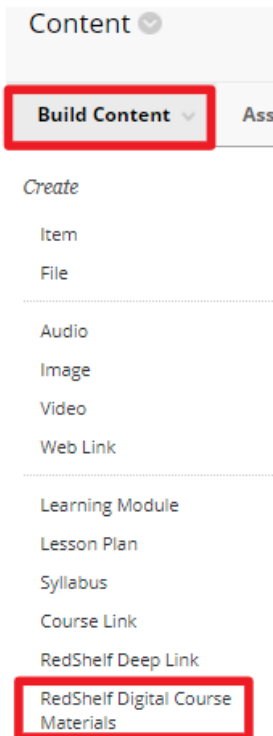 Content
Build Content
Ass
Create
Item
File
Audio
Image
Video
Web Link
Learning Module
Lesson Plan
Syllabus
Course Link
RedShelf Deep Link
RedShelf Digital Course
Materials